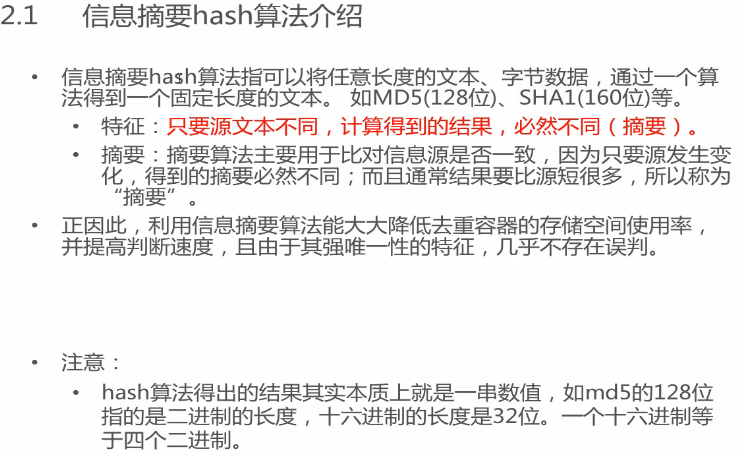 2.1 信息摘要hash算法介绍
• 信息摘要hash算法指可以将任意长度的文本、字节数据，通过一个算
法得到一个固定长度的文本。 如MD5(128位)、SHA1(160位)等。
• 特征：只要源文本不同，计算得到的结果，必然不同（摘要）。
• 摘要：摘要算法主要用于比对信息源是否一致，因为只要源发生变
化，得到的摘要必然不同；而且通常结果要比源短很多，所以称为
“摘要”。
• 正因此，利用信息摘要算法能大大降低去重容器的存储空间使用率，
并提高判断速度，且由于其强唯一性的特征，几乎不存在误判。
• 注意：
• hash算法得出的结果其实本质上就是一串数值，如md5的128位
指的是二进制的长度，十六进制的长度是32位。一个十六进制等
于四个二进制。